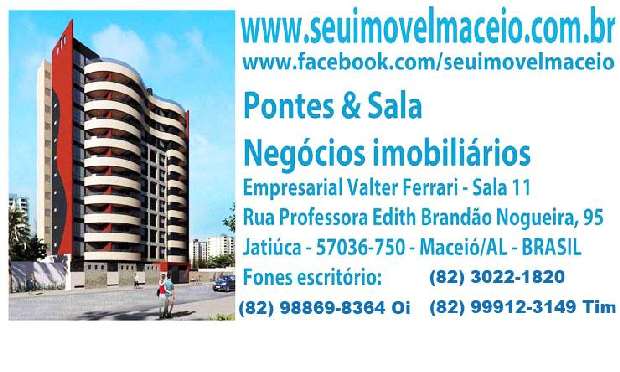 www.seuimovelmaceio.com.br
www.facebook.com/seuimovelmaceio
Pontes & Sala
Negócios imobiliários
Empresarial Valter Ferrari - Sala 11
Rua Professora Edith Brandão Nogueira, 95
Jatiúca - 57036-750 - Maceió/AL - BRASIL
Fones escritório: (82) 3022-1820
(82) 98869-8364 Oi (82) 99912-3149 Tim